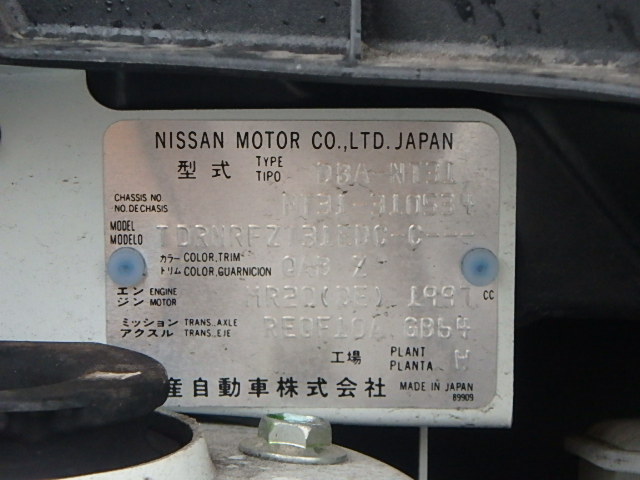 NISSAN MOTOR CO.,LTD.JAPAN
型式 TYPE TIPO DBA-NT31
CHASSIS NO. NO.DE CHASIS NT31-310534
MODEL MODELO TDRNRFZ 31EDC-C---
カラー COLOR,TRIM
トリム COLOR,GUARNICION QAB X
エンジン ENGINE MOTOR MR20(DE) 1997 CC
ミッション TRANS.,AXLE
アクスル TRANS.,EJE RE0F10A GB64
工場 PLANT PLANTA W
産自動車株式会社 MADE IN JAPAN
89909